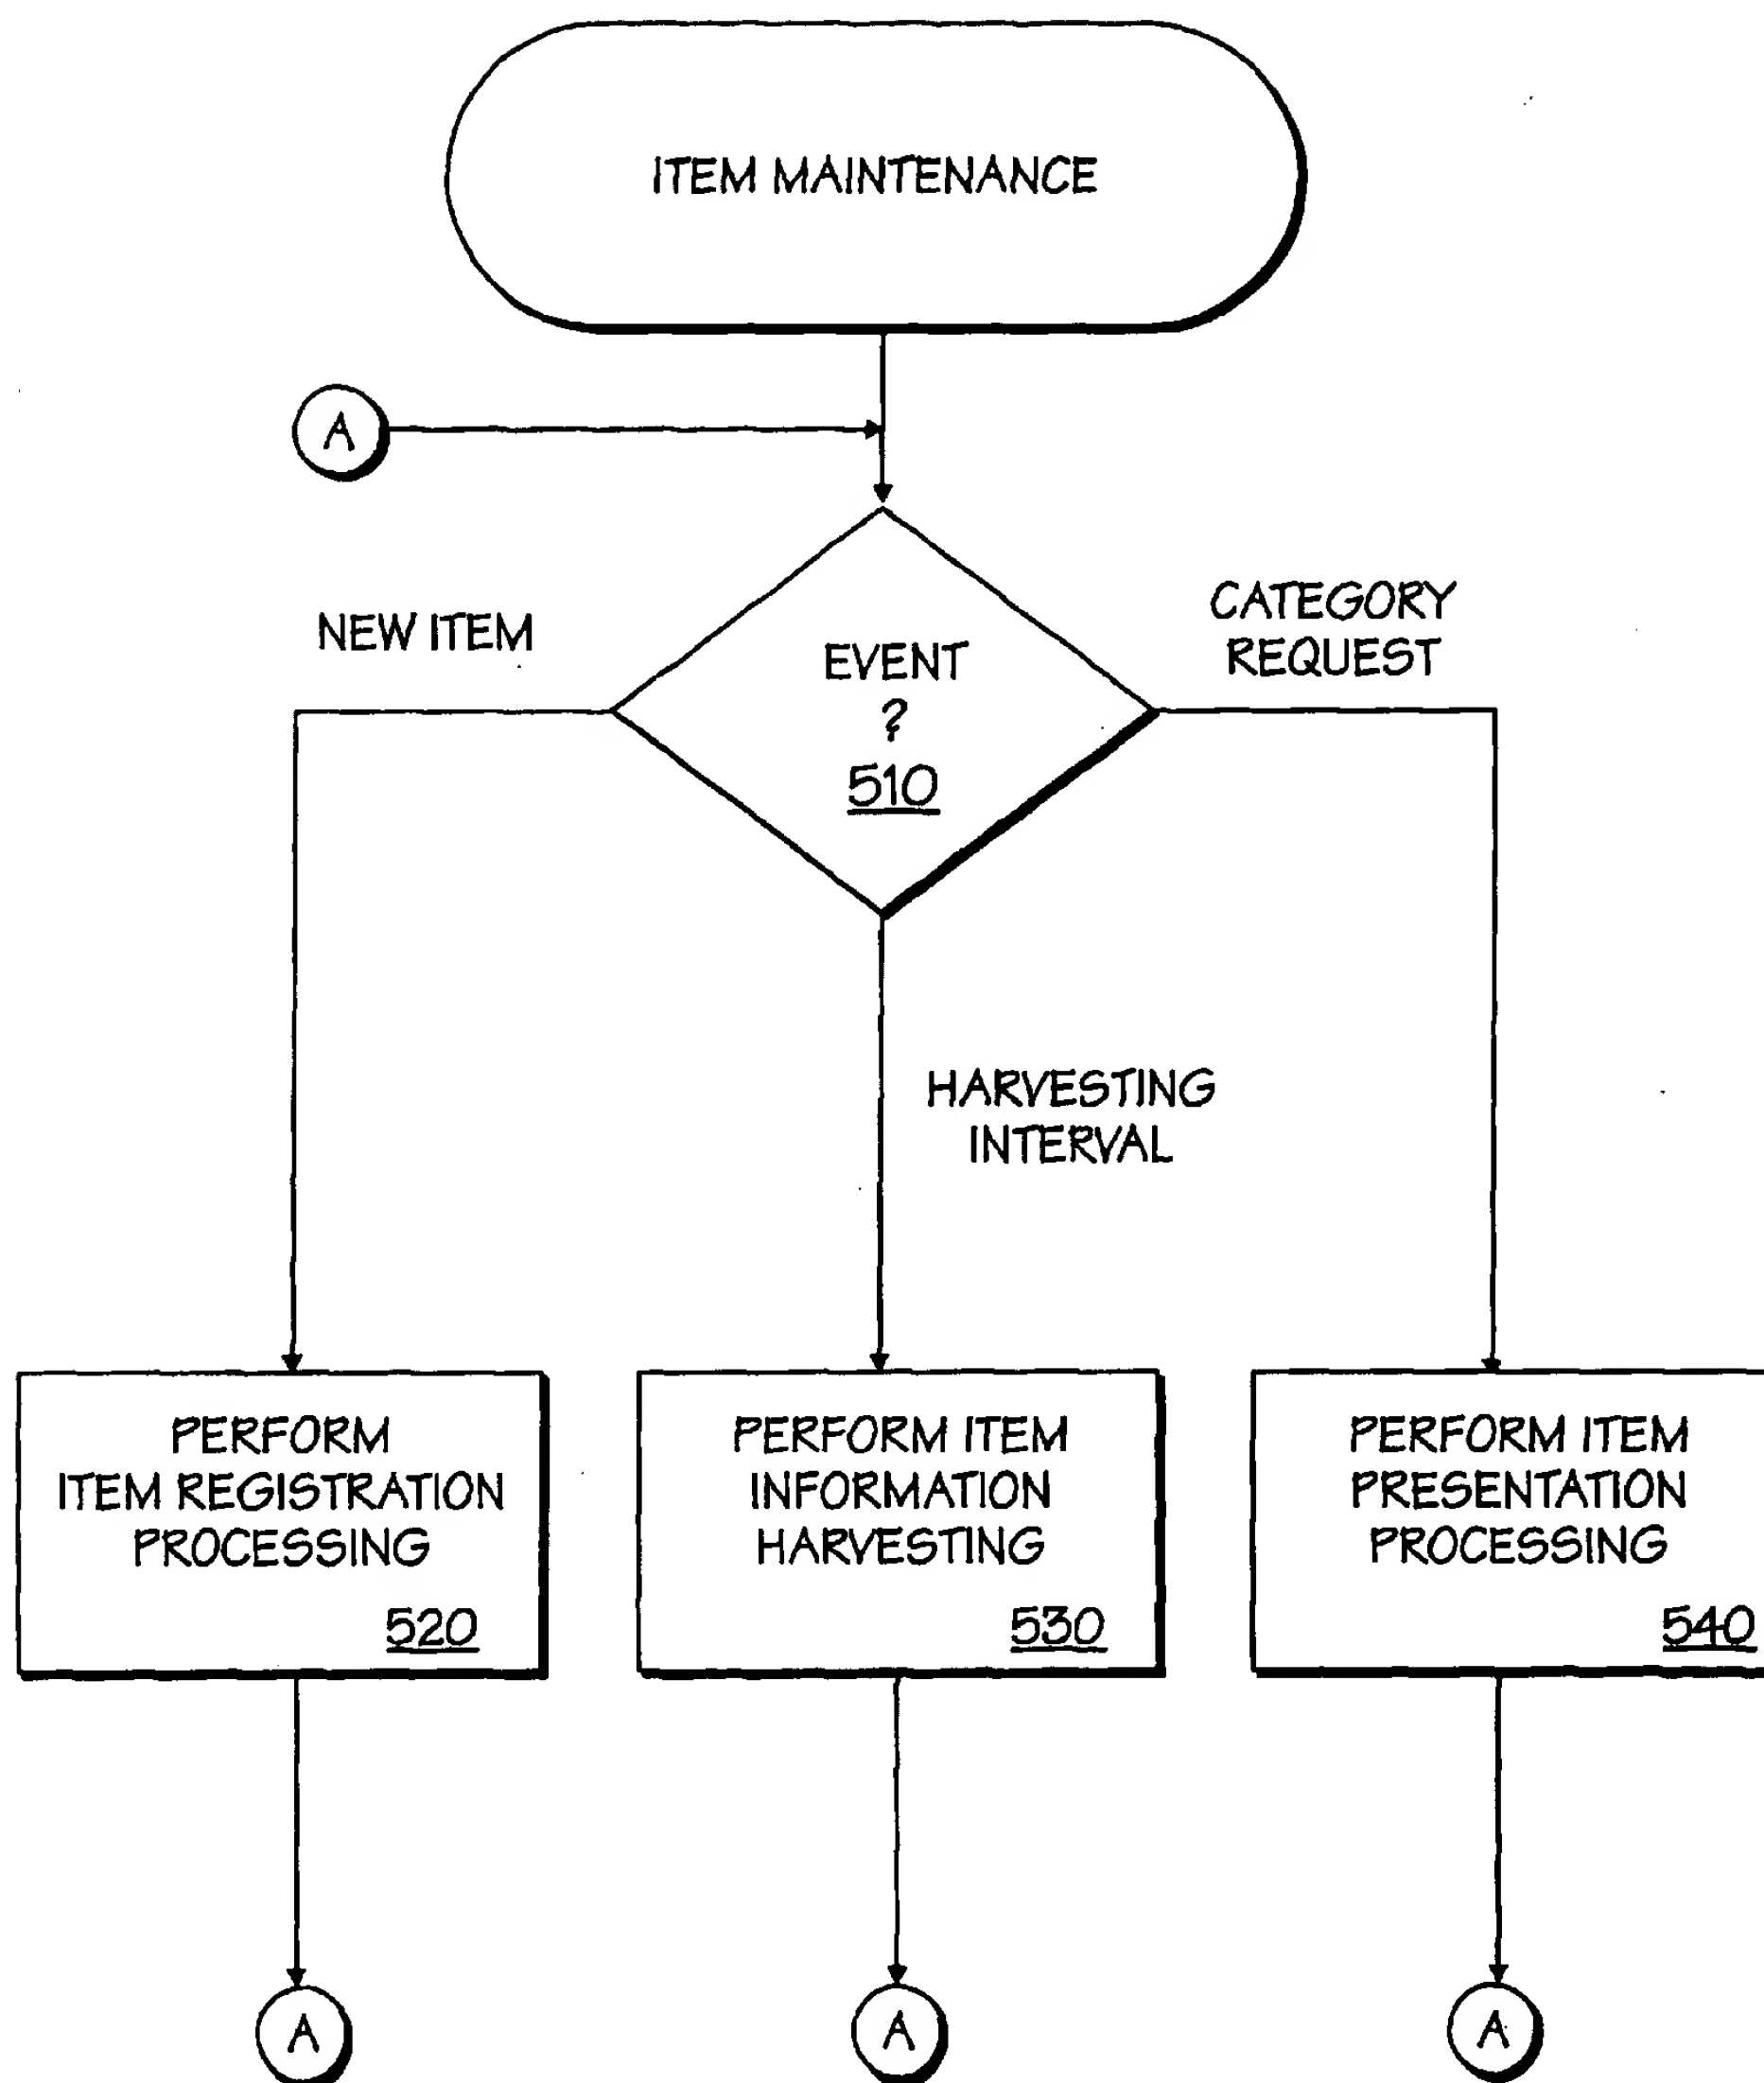 ITEM MAINTENANCE
A
NEW ITEM
EVENT
?
510
CATEGORY
REQUEST
HARVESTING
INTERVAL
PERFORM
ITEM REGISTRATION
PROCESSING
520
PERFORM ITEM
INFORMATION
HARVESTING
530
PERFORM ITEM
PRESENTATION
PROCESSING
540
A
A
A